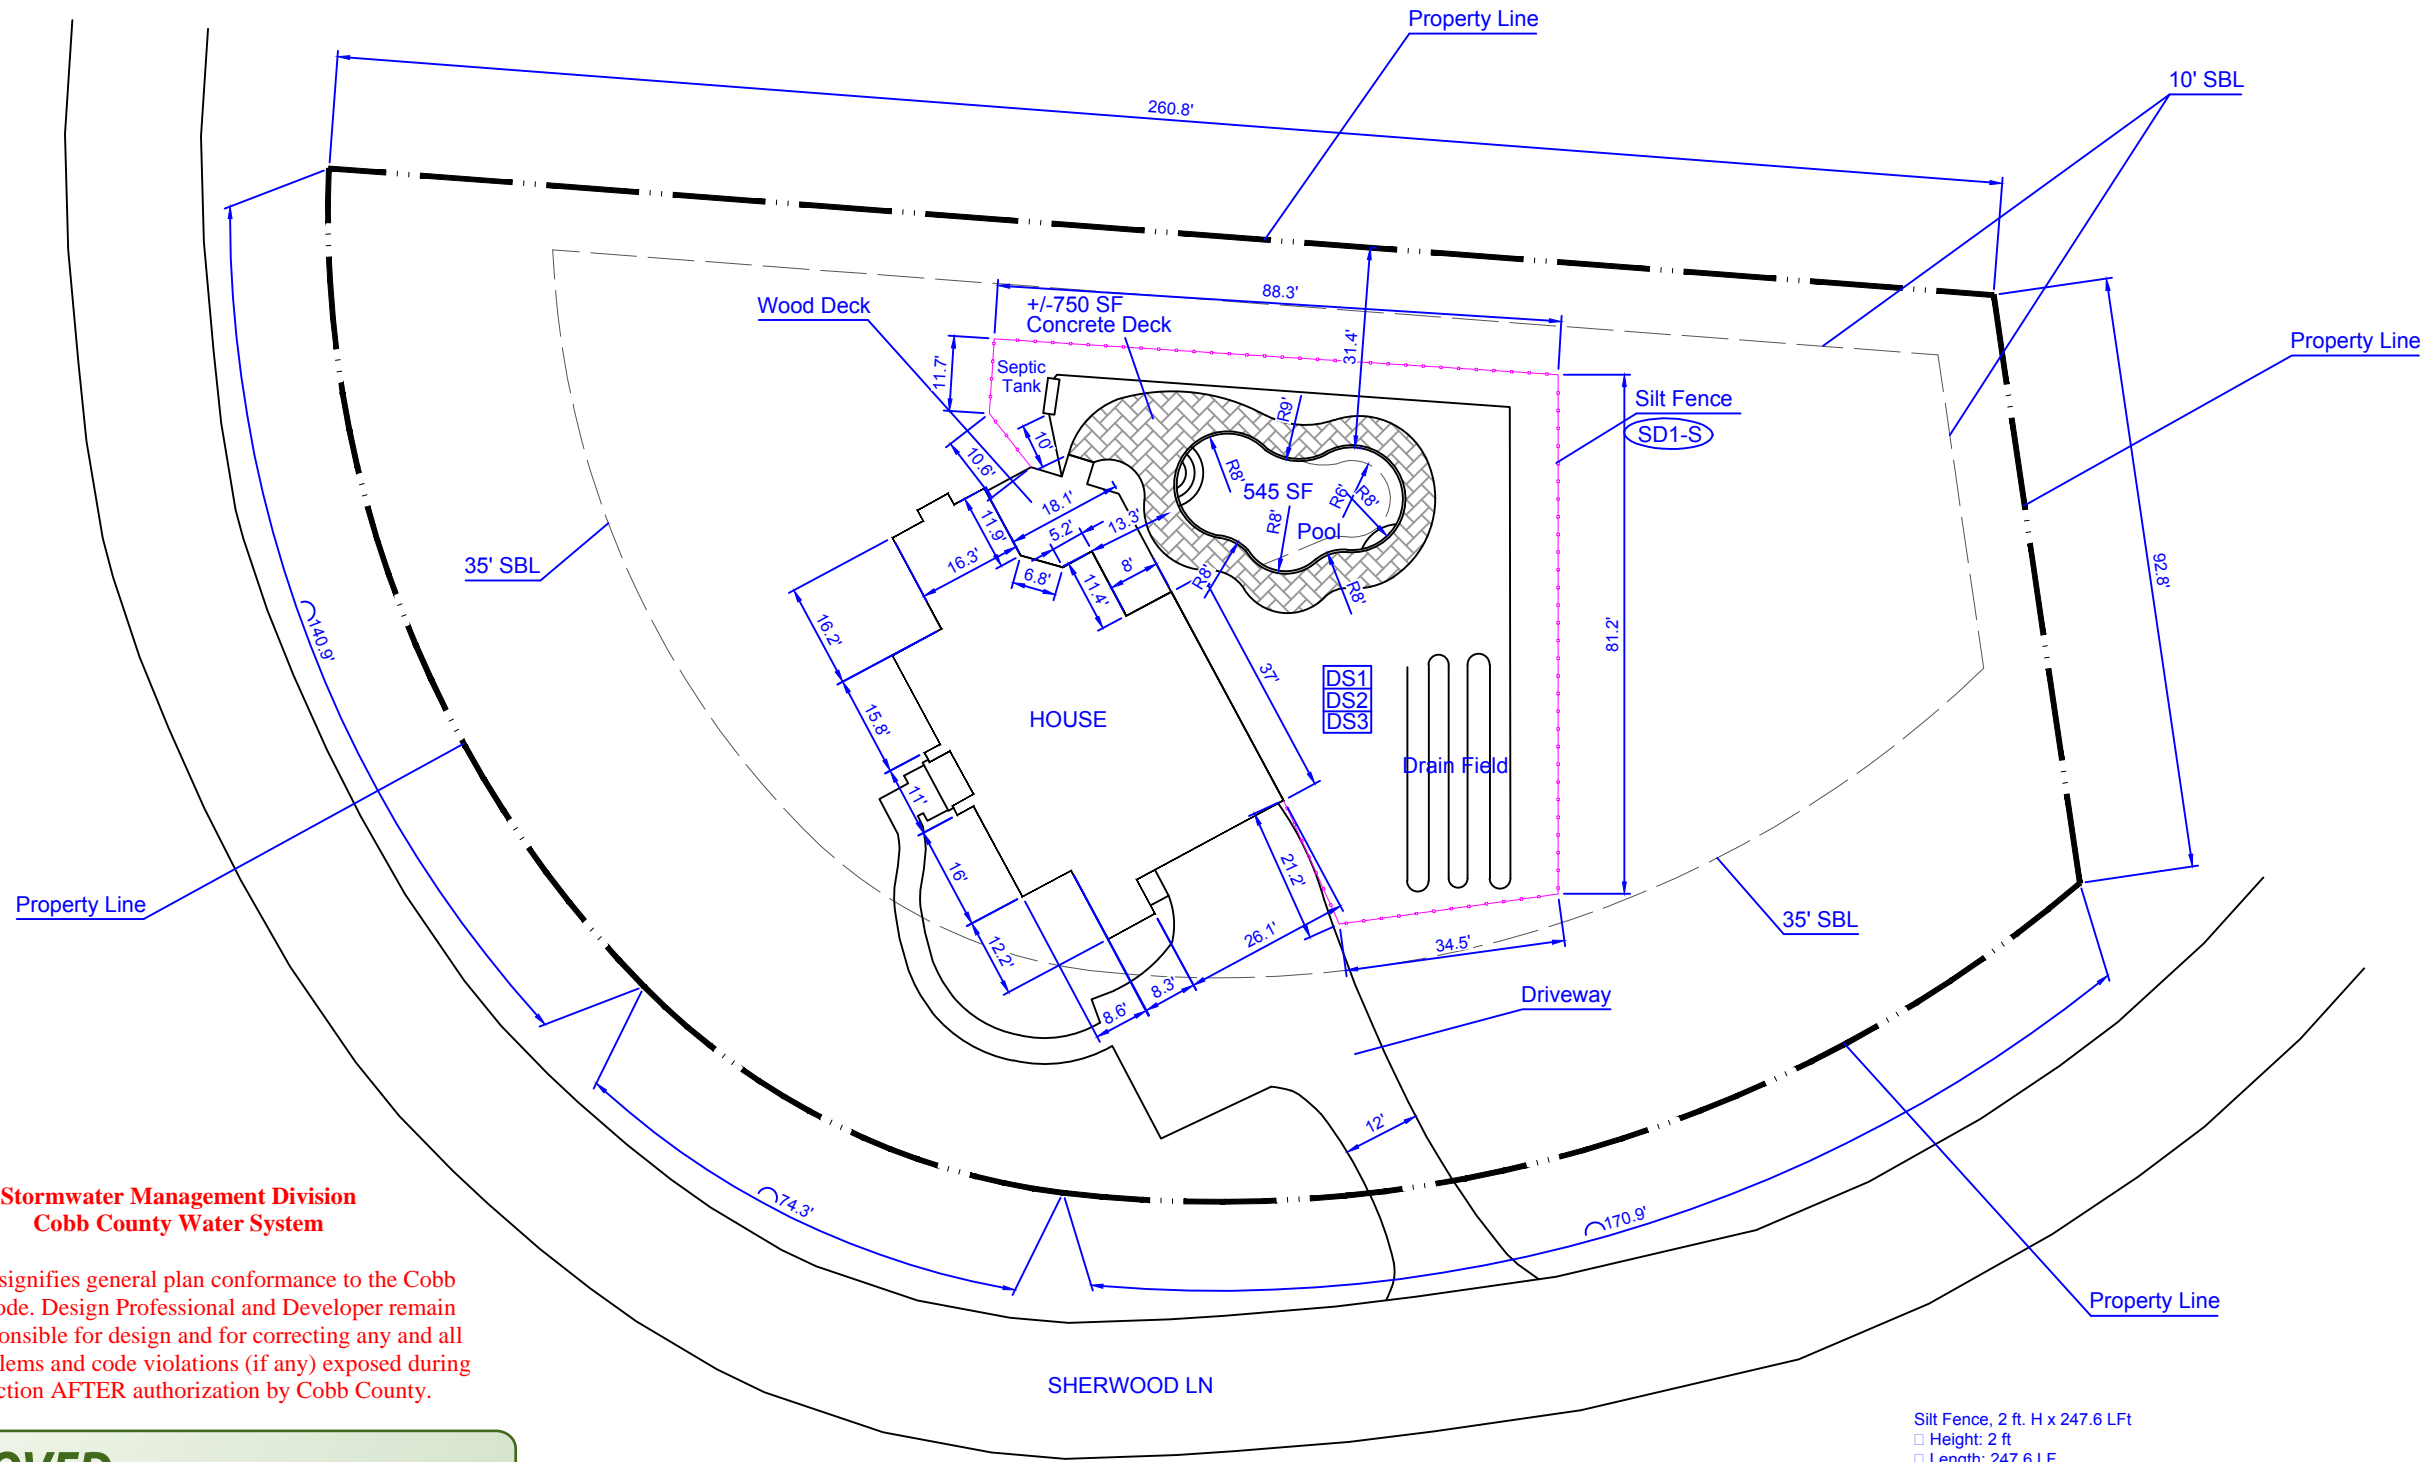 Property Line
10' SBL
260.8'
Wood Deck
+/-750 SF
Concrete Deck
88.3'
31.4'
Property Line
11.7'
Septic
Tank
Silt Fence
SD1-S
R9'
10'
10.6'
R8'
545 SF
R6'
R8'
18.1'
11.9'
5.2'
13.3'
R8'
Pool
35' SBL
16.3'
6.8'
8'
11.4'
R8'
R8'
92.8'
140.9'
16.2'
81.2'
37'
DS1
DS2
DS3
15.8'
HOUSE
Drain Field
11'
16'
21.2'
Property Line
35' SBL
12.2'
26.1'
34.5'
8.3'
8.6'
Driveway
12'
74.3'
170.9'
Stormwater Management Division
Cobb County Water System
signifies general plan conformance to the Cobb
ode. Design Professional and Developer remain
onsible for design and for correcting any and all
lems and code violations (if any) exposed during
ction AFTER authorization by Cobb County.
Property Line
SHERWOOD LN
Silt Fence, 2 ft. H x 247.6 LFt
Height: 2 ft
Length: 247.6 LF
OVED